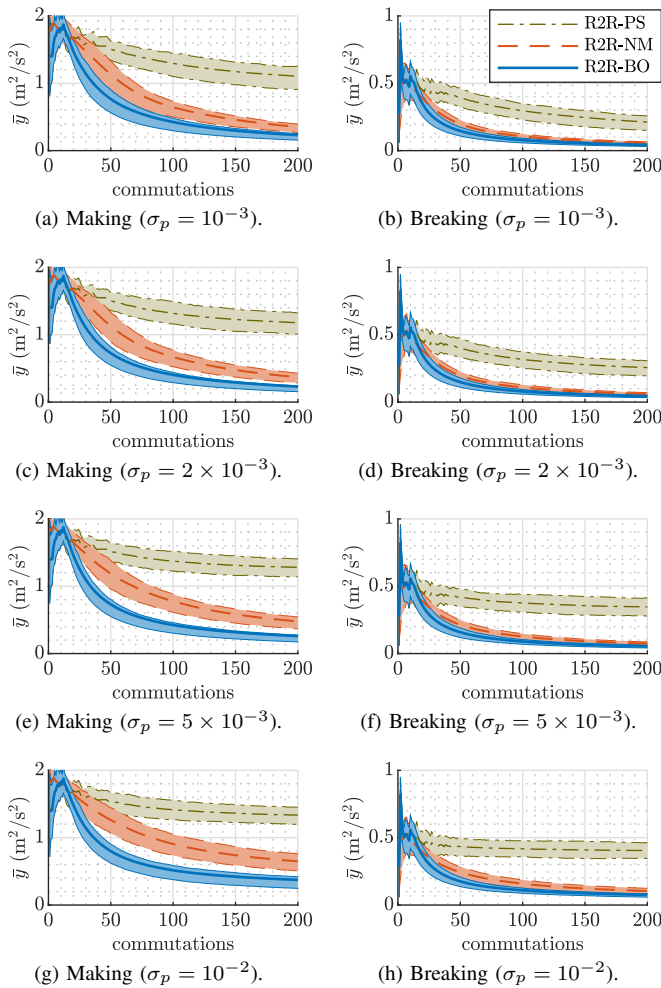 R2R-PS
R2R-NM
R2R-BO
2
1
0
ȳ (m²/s²)
0 50 100 150 200
commutations
(a) Making (σₚ = 10⁻³).
1
0.5
0
ȳ (m²/s²)
0 50 100 150 200
commutations
(b) Breaking (σₚ = 10⁻³).
2
1
0
ȳ (m²/s²)
0 50 100 150 200
commutations
(c) Making (σₚ = 2 × 10⁻³).
1
0.5
0
ȳ (m²/s²)
0 50 100 150 200
commutations
(d) Breaking (σₚ = 2 × 10⁻³).
2
1
0
ȳ (m²/s²)
0 50 100 150 200
commutations
(e) Making (σₚ = 5 × 10⁻³).
1
0.5
0
ȳ (m²/s²)
0 50 100 150 200
commutations
(f) Breaking (σₚ = 5 × 10⁻³).
2
1
0
ȳ (m²/s²)
0 50 100 150 200
commutations
(g) Making (σₚ = 10⁻²).
1
0.5
0
ȳ (m²/s²)
0 50 100 150 200
commutations
(h) Breaking (σₚ = 10⁻²).